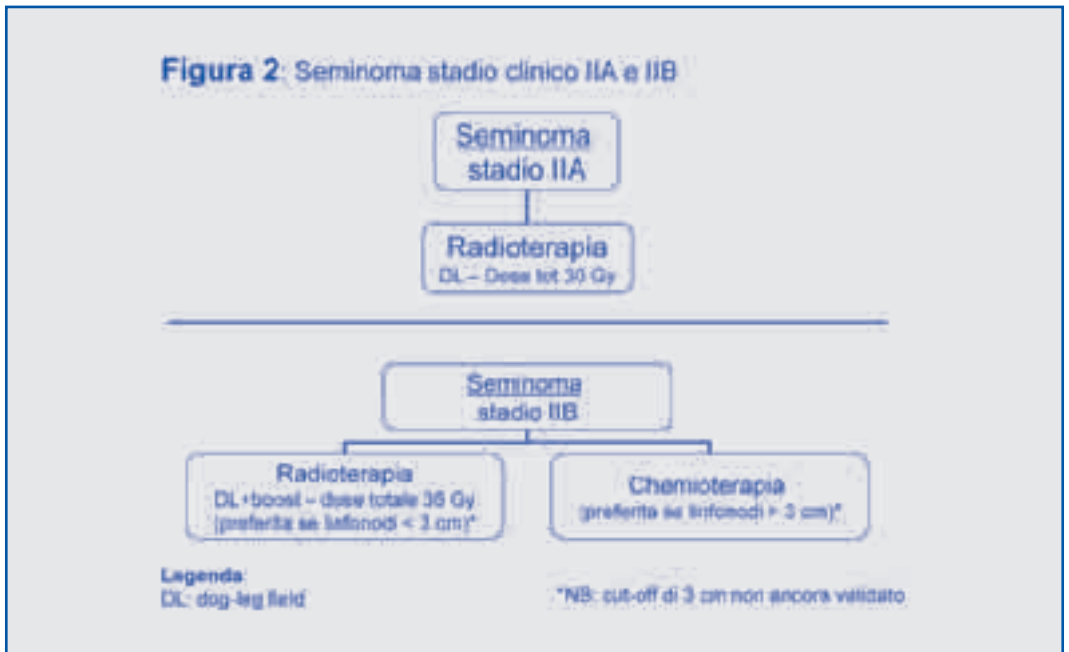 Figura 2: Seminoma stadio clinico IIA e IIB
Seminoma
stadio IIA
Radioterapia
DL – Dose tot 30 Gy
Seminoma
stadio IIB
Radioterapia
DL+boost – dose totale 36 Gy
(preferita se linfonodi < 3 cm)*
Chemioterapia
(preferita se linfonodi > 3 cm)*
Legenda:
DL: dog-leg field
*NB: cut-off di 3 cm non ancora validato